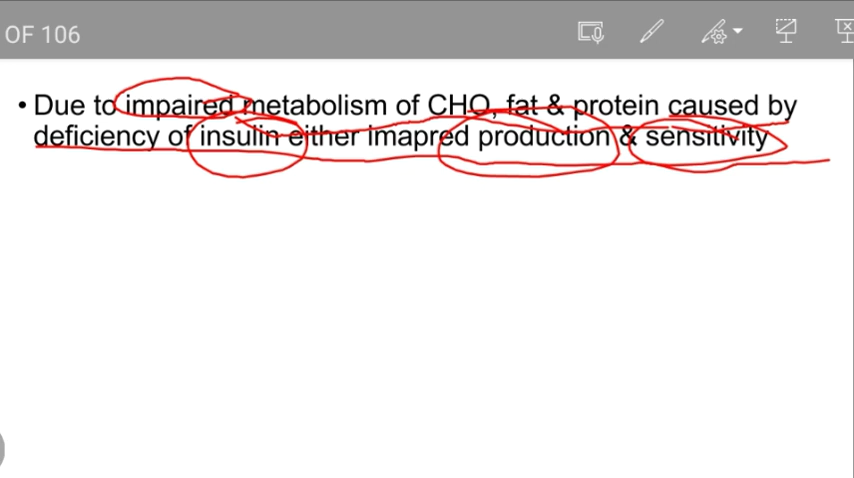 OF 106
• Due to impaired metabolism of CHO, fat & protein caused by
deficiency of insulin either Imapred production & sensitivity